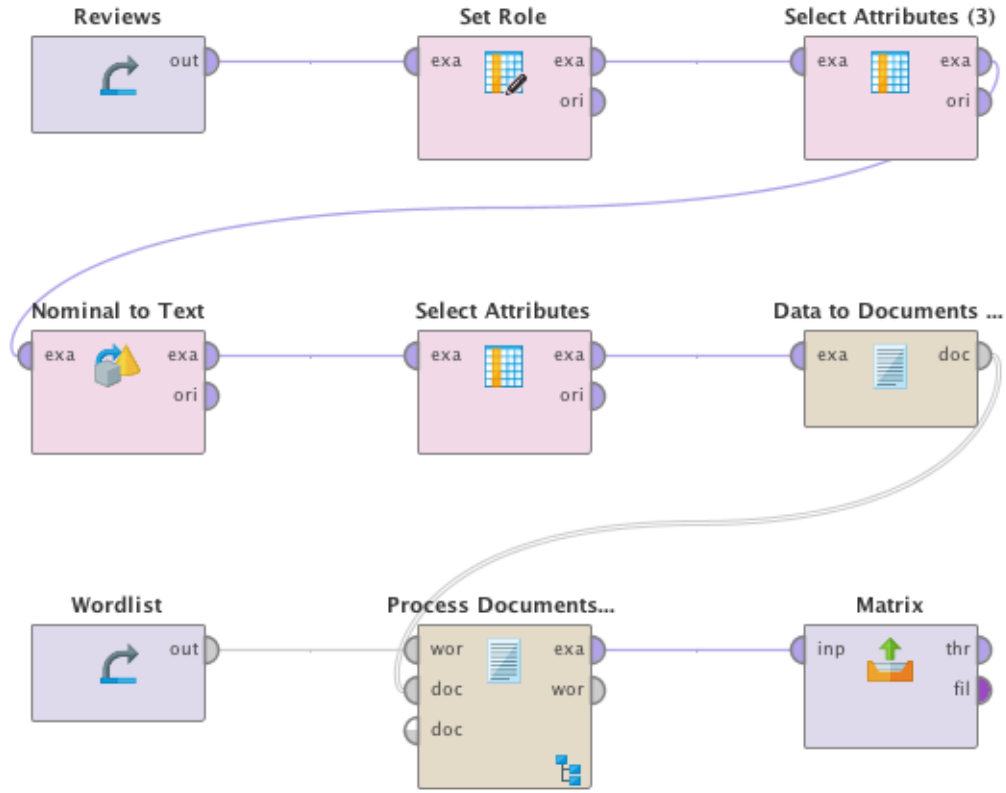 Reviews
Set Role
Select Attributes (3)
out
exa
exa
exa
exa
ori
ori
Nominal to Text
Select Attributes
Data to Documents ...
exa
exa
exa
exa
exa
doc
ori
ori
Wordlist
Process Documents...
Matrix
out
wor
exa
inp
thr
doc
wor
fil
doc